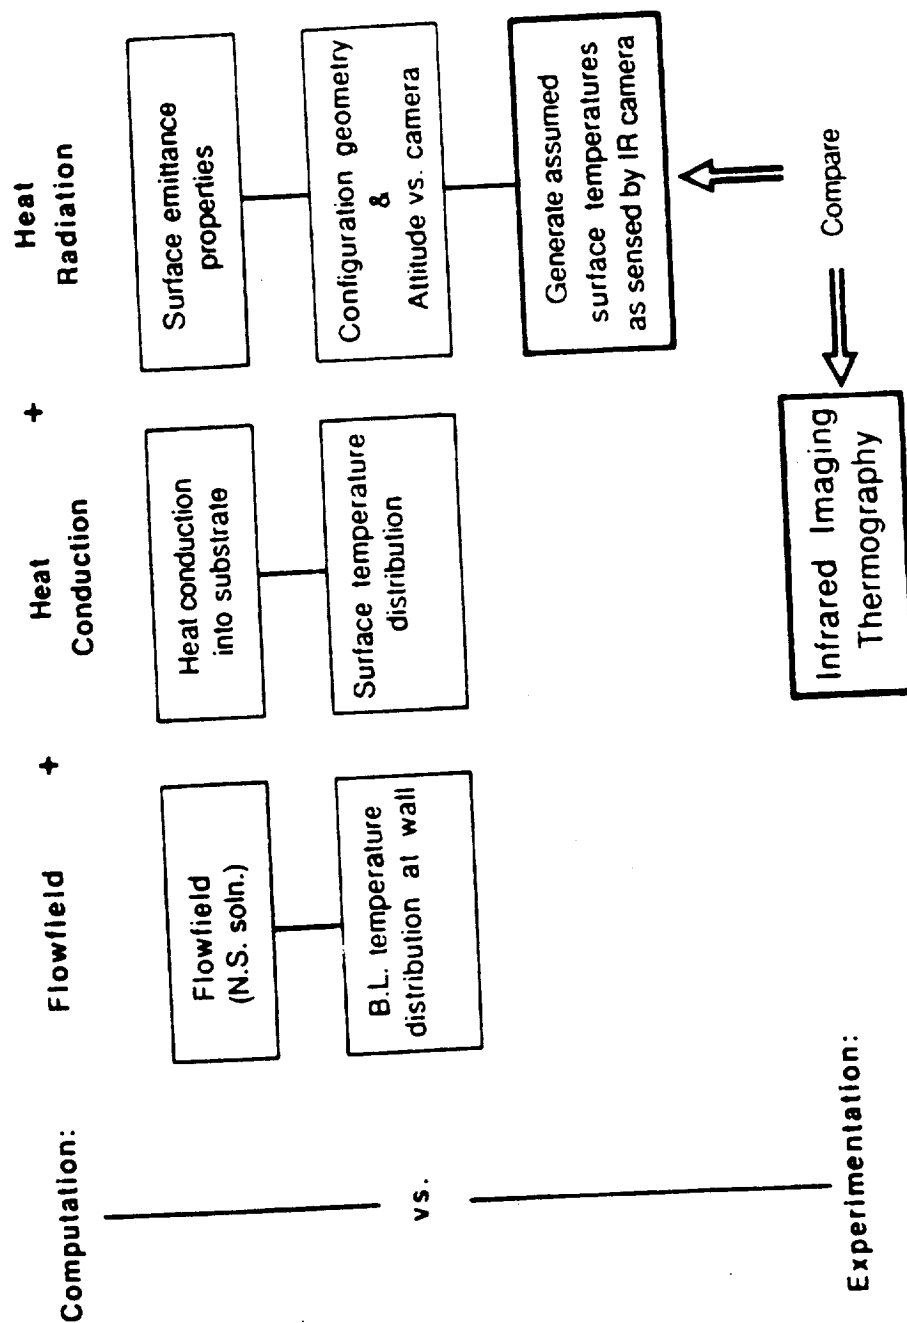 Computation:
Flowfield
+
Heat
Conduction
+
Heat
Radiation
Flowfield
(N.S. soln.)
B.L. temperature
distribution at wall
Heat conduction
into substrate
Surface temperature
distribution
Surface emittance
properties
Configuration geometry
&
Attitude vs. camera
Generate assumed
surface temperatures
as sensed by IR camera
vs.
Compare
Experimentation:
Infrared Imaging
Thermography